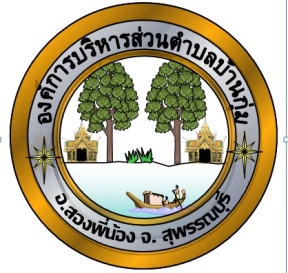 องค์การบริหารส่วนตำบลบ้านกุ่ม
อ.สองพี่น้อง จ. สุพรรณบุรี